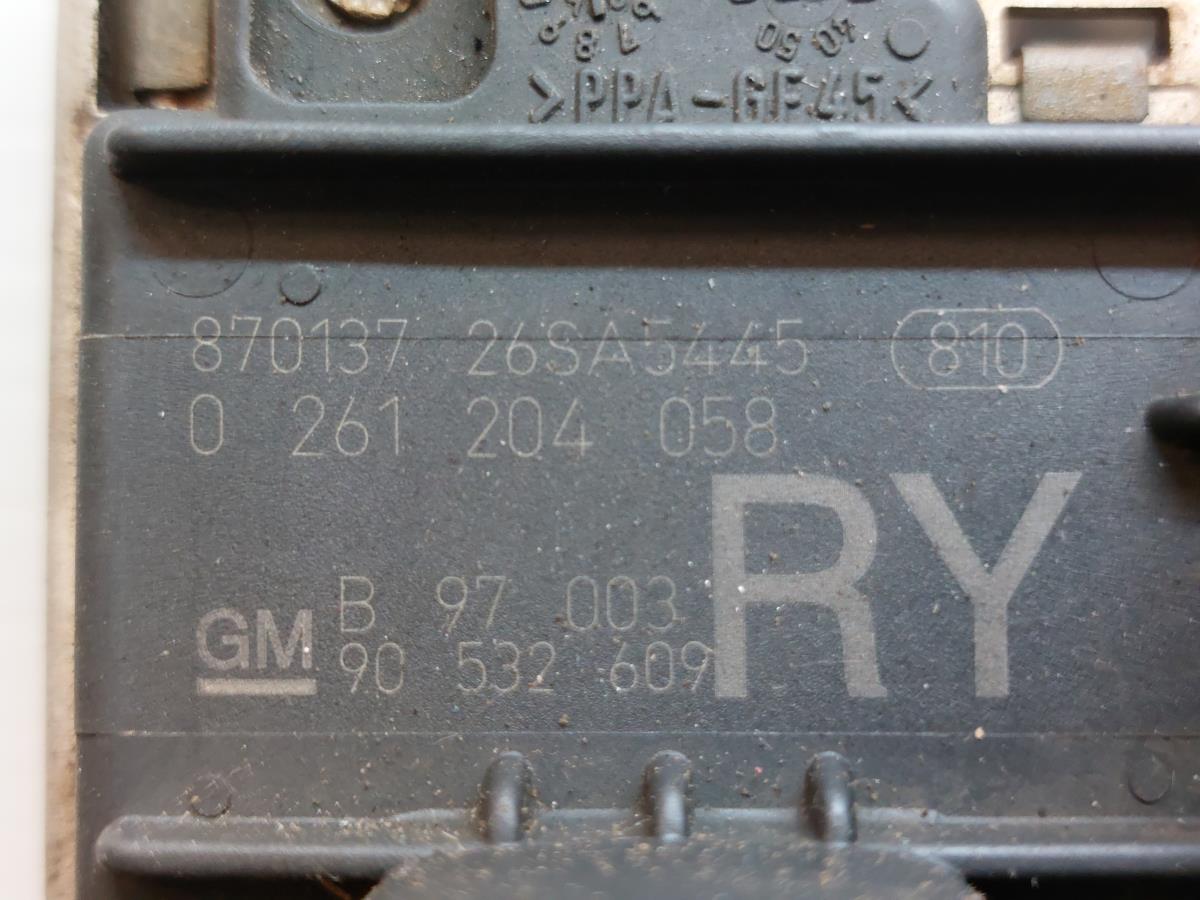 >PPA-GF45<
870137 26SA5445 810
0 261 204 058
RY
B 97 003
GM 90 532 609